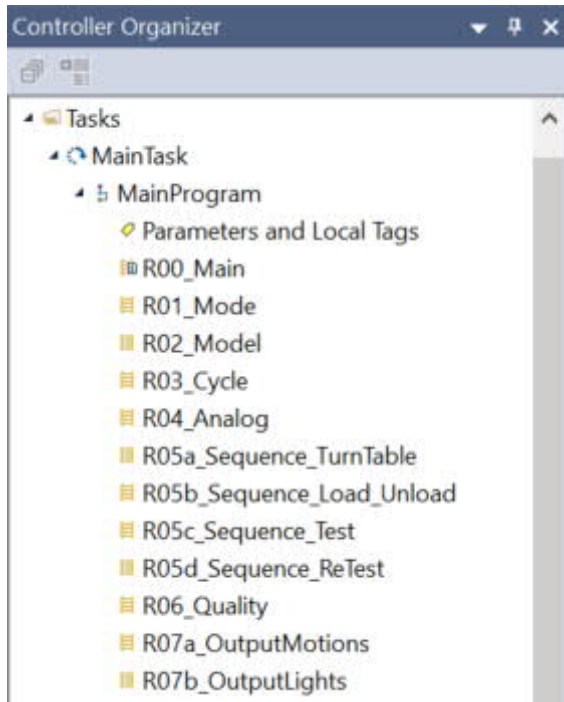 Controller Organizer
Tasks
MainTask
MainProgram
Parameters and Local Tags
R00_Main
R01_Mode
R02_Model
R03_Cycle
R04_Analog
R05a_Sequence_TurnTable
R05b_Sequence_Load_Unload
R05c_Sequence_Test
R05d_Sequence_ReTest
R06_Quality
R07a_OutputMotions
R07b_OutputLights